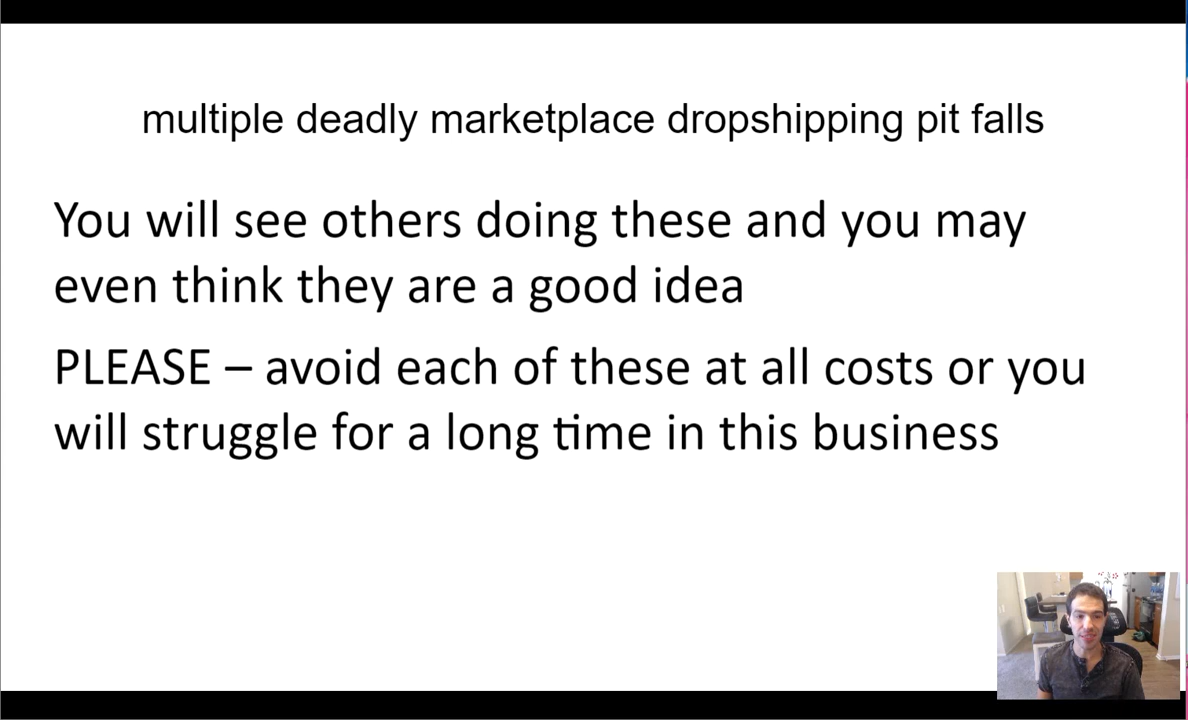 multiple deadly marketplace dropshipping pit falls
You will see others doing these and you may
even think they are a good idea
PLEASE – avoid each of these at all costs or you
will struggle for a long time in this business